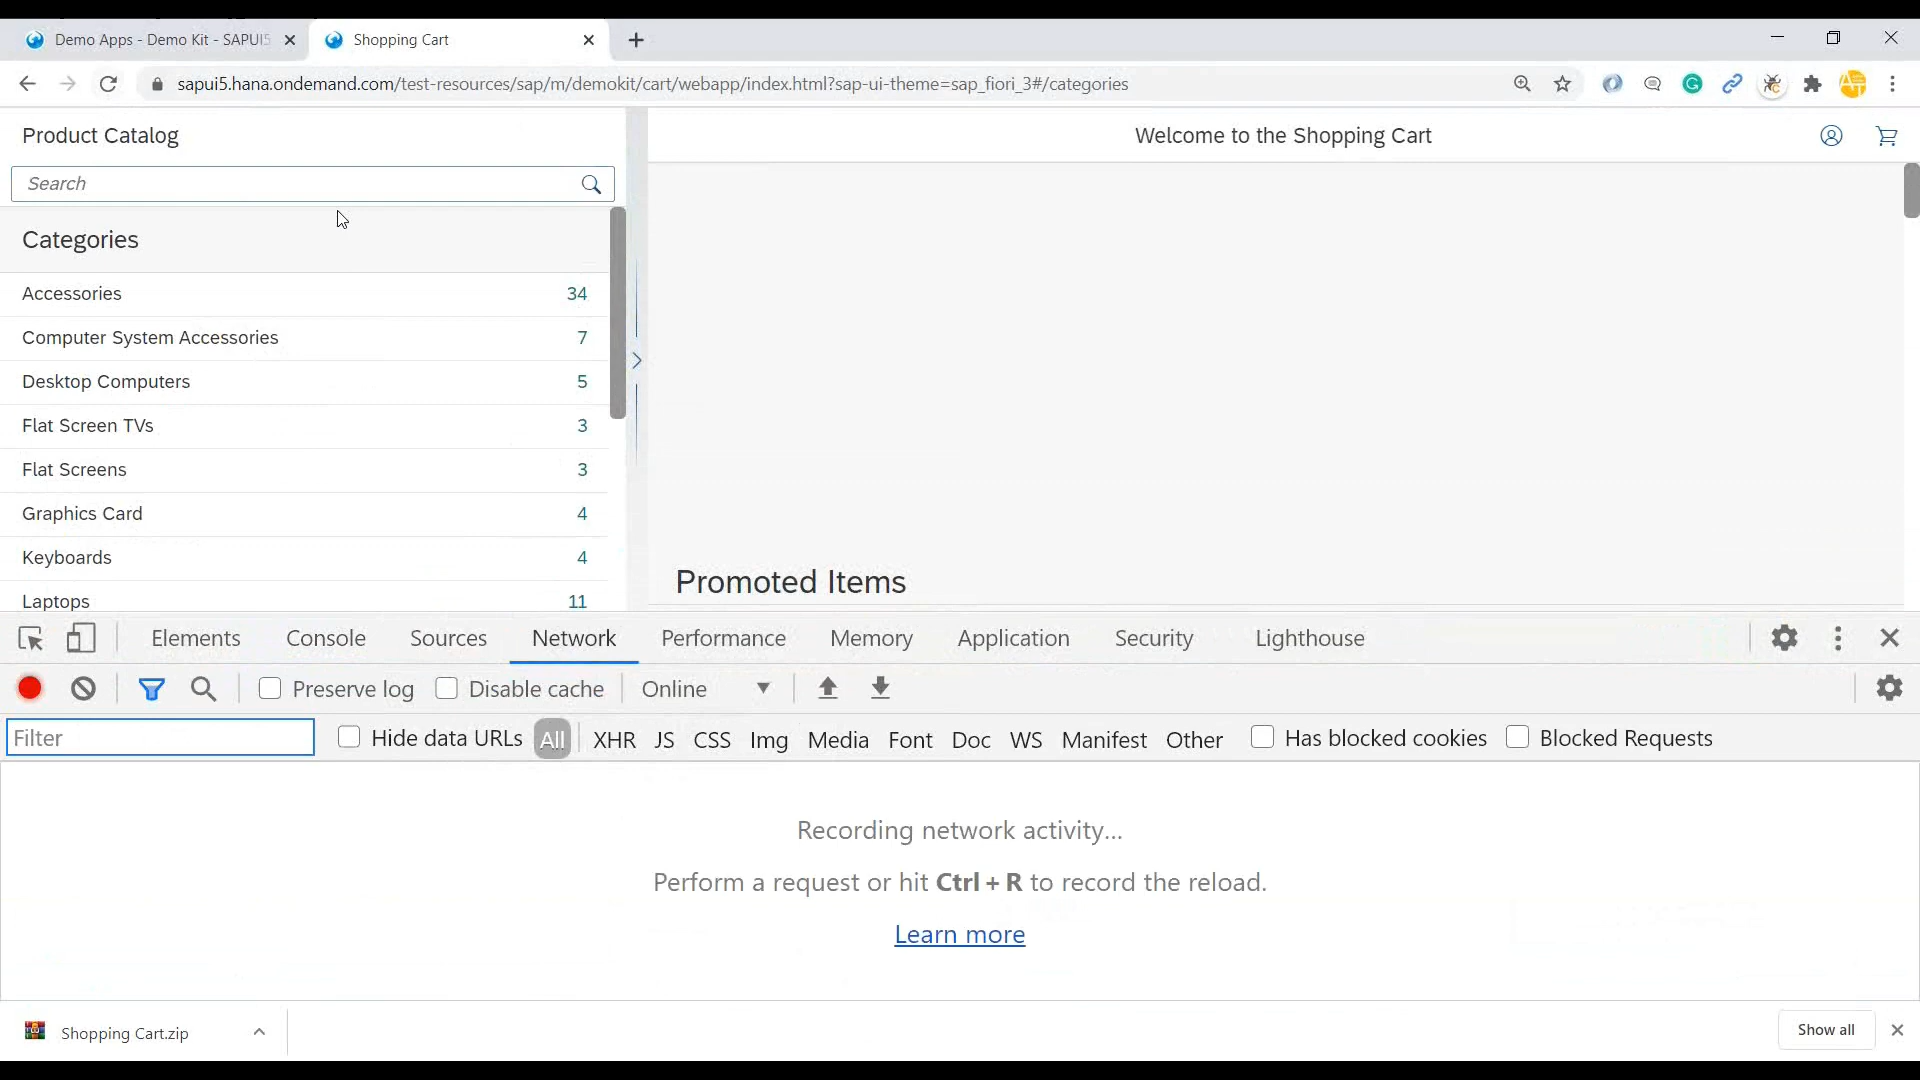 Demo Apps - Demo Kit - SAPUI5
Shopping Cart
sapui5.hana.ondemand.com/test-resources/sap/m/demokit/cart/webapp/index.html?sap-ui-theme=sap_fiori_3#/categories
Product Catalog
Welcome to the Shopping Cart
Search
Categories
Accessories 34
Computer System Accessories 7
Desktop Computers 5
Flat Screen TVs 3
Flat Screens 3
Graphics Card 4
Keyboards 4
Laptops 11
Promoted Items
Elements Console Sources Network Performance Memory Application Security Lighthouse
Preserve log Disable cache Online
Filter Hide data URLs All XHR JS CSS Img Media Font Doc WS Manifest Other Has blocked cookies Blocked Requests
Recording network activity...
Perform a request or hit Ctrl + R to record the reload.
Learn more
Shopping Cart.zip
Show all